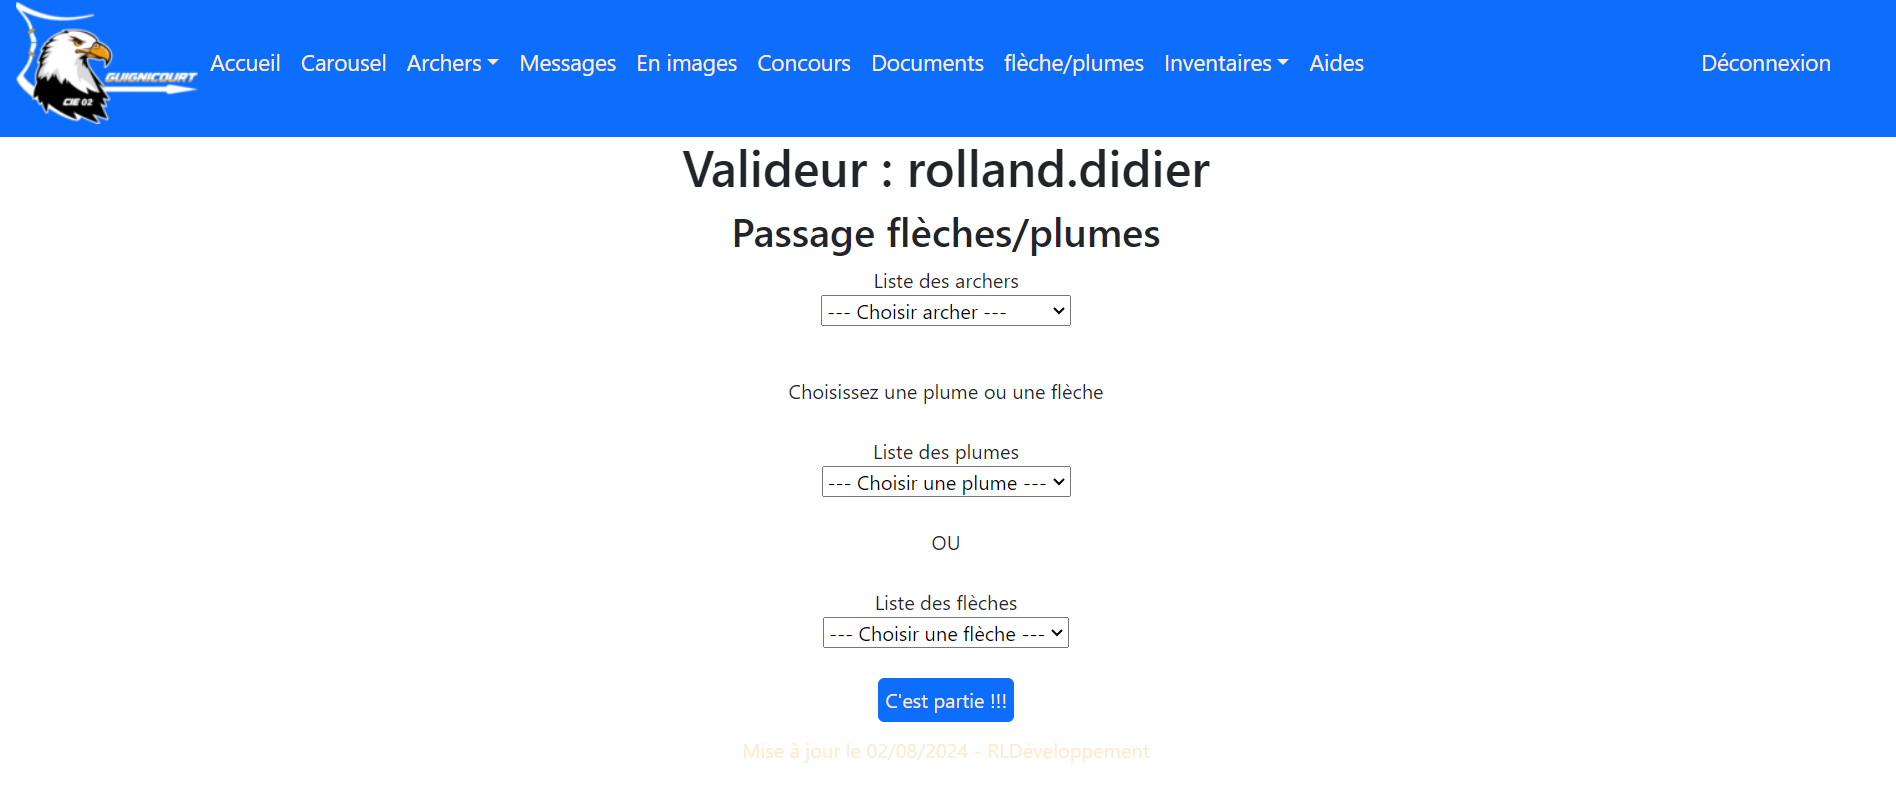 GUIGNICOURT
CIE 02
Accueil Carousel Archers Messages En images Concours Documents flèche/plumes Inventaires Aides Déconnexion
Valideur : rolland.didier
Passage flèches/plumes
Liste des archers
--- Choisir archer ---
Choisissez une plume ou une flèche
Liste des plumes
--- Choisir une plume ---
OU
Liste des flèches
--- Choisir une flèche ---
C'est partie !!!
Mise à jour le 02/08/2024 - RLDéveloppement